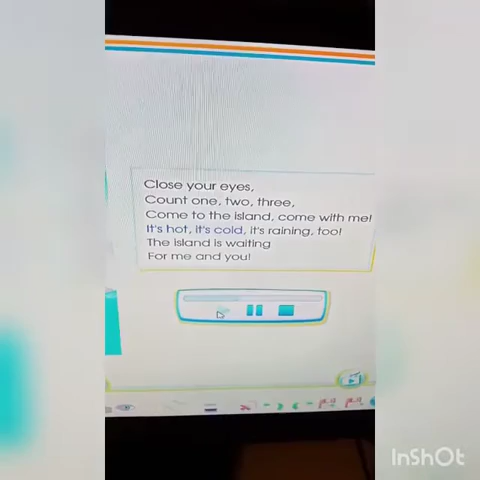 Close your eyes,
Count one, two, three,
Come to the island, come with me!
It's hot, it's cold, it's raining, too!
The island is waiting
For me and you!
InShOt